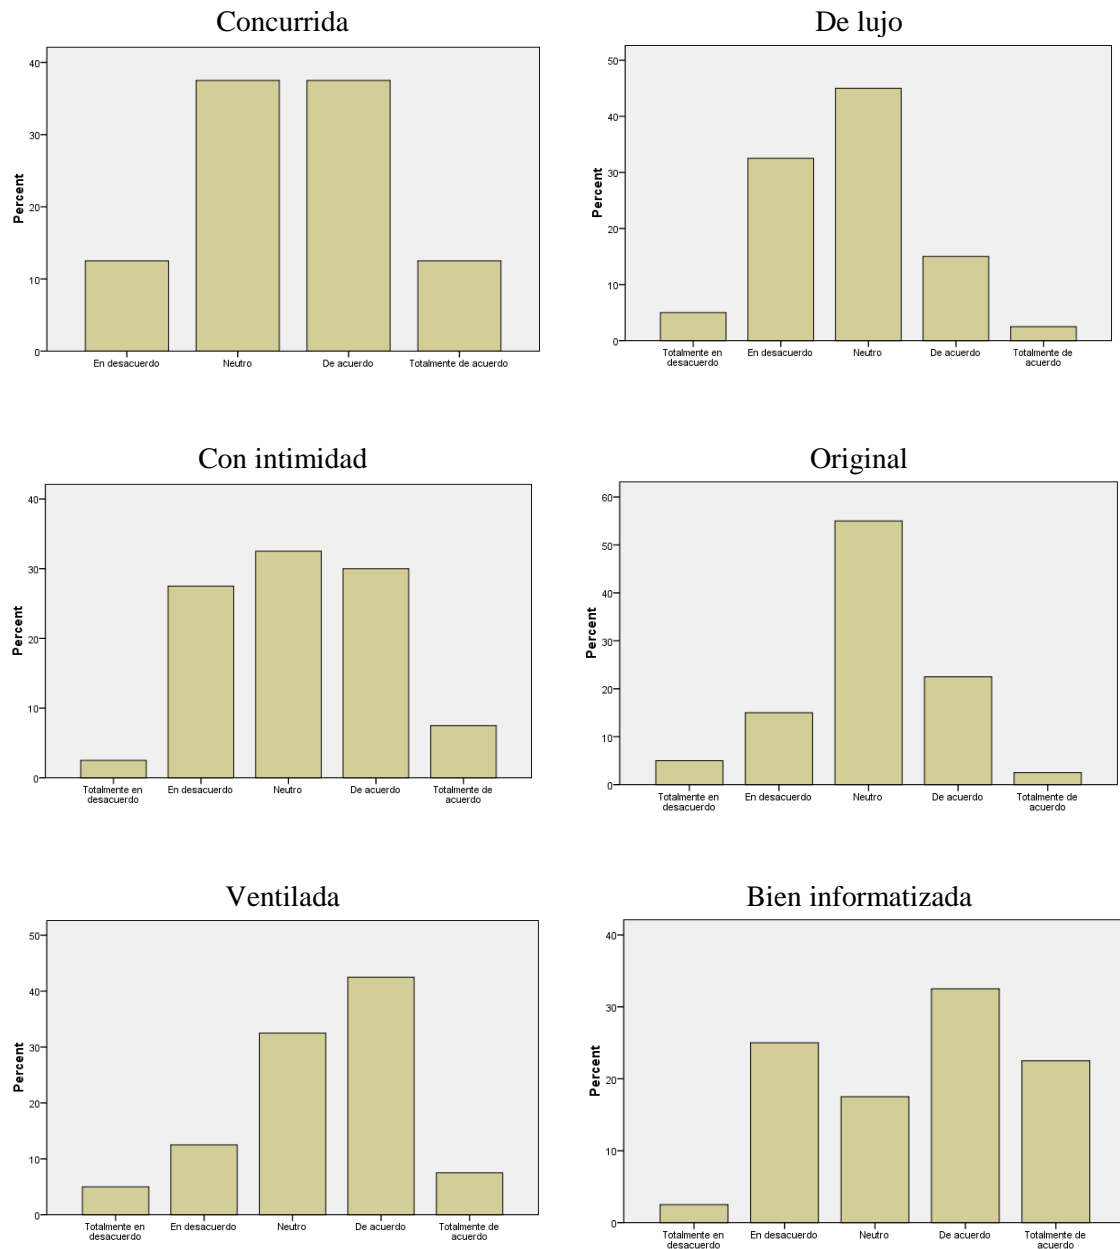 Concurrida
40
30
20
10
0
Percent
En desacuerdo
Neutro
De acuerdo
Totalmente de acuerdo
De lujo
50
40
30
20
10
0
Percent
Totalmente en
desacuerdo
En desacuerdo
Neutro
De acuerdo
Totalmente de
acuerdo
Con intimidad
40
30
20
10
0
Percent
Totalmente en
desacuerdo
En desacuerdo
Neutro
De acuerdo
Totalmente de
acuerdo
Original
60
50
40
30
20
10
0
Percent
Totalmente en
desacuerdo
En desacuerdo
Neutro
De acuerdo
Totalmente de
acuerdo
Ventilada
50
40
30
20
10
0
Percent
Totalmente en
desacuerdo
En desacuerdo
Neutro
De acuerdo
Totalmente de
acuerdo
Bien informatizada
40
30
20
10
0
Percent
Totalmente en
desacuerdo
En desacuerdo
Neutro
De acuerdo
Totalmente de
acuerdo